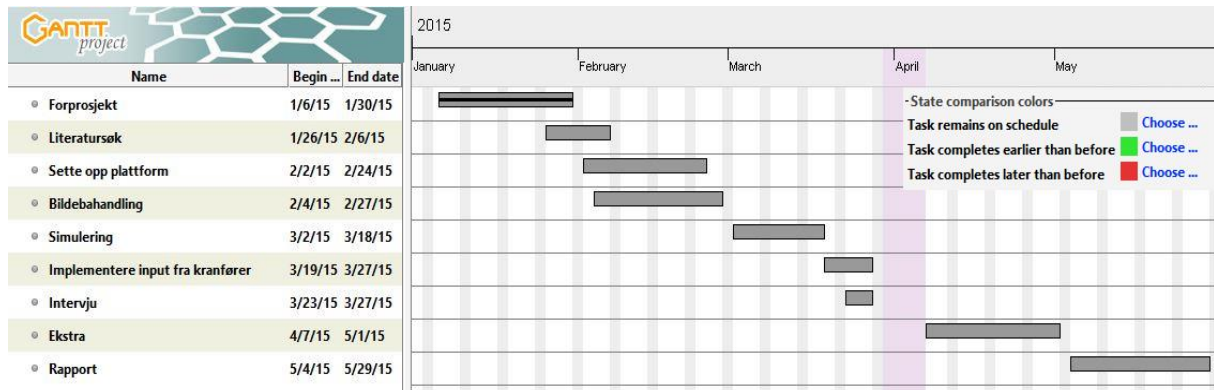 GANTT
project
2015
Name Begin ... End date
January February March April May
Forprosjekt 1/6/15 1/30/15
Literatursøk 1/26/15 2/6/15
Sette opp plattform 2/2/15 2/24/15
Bildebahandling 2/4/15 2/27/15
Simulering 3/2/15 3/18/15
Implementere input fra kranfører 3/19/15 3/27/15
Intervju 3/23/15 3/27/15
Ekstra 4/7/15 5/1/15
Rapport 5/4/15 5/29/15
State comparison colors
Task remains on schedule Choose ...
Task completes earlier than before Choose ...
Task completes later than before Choose ...